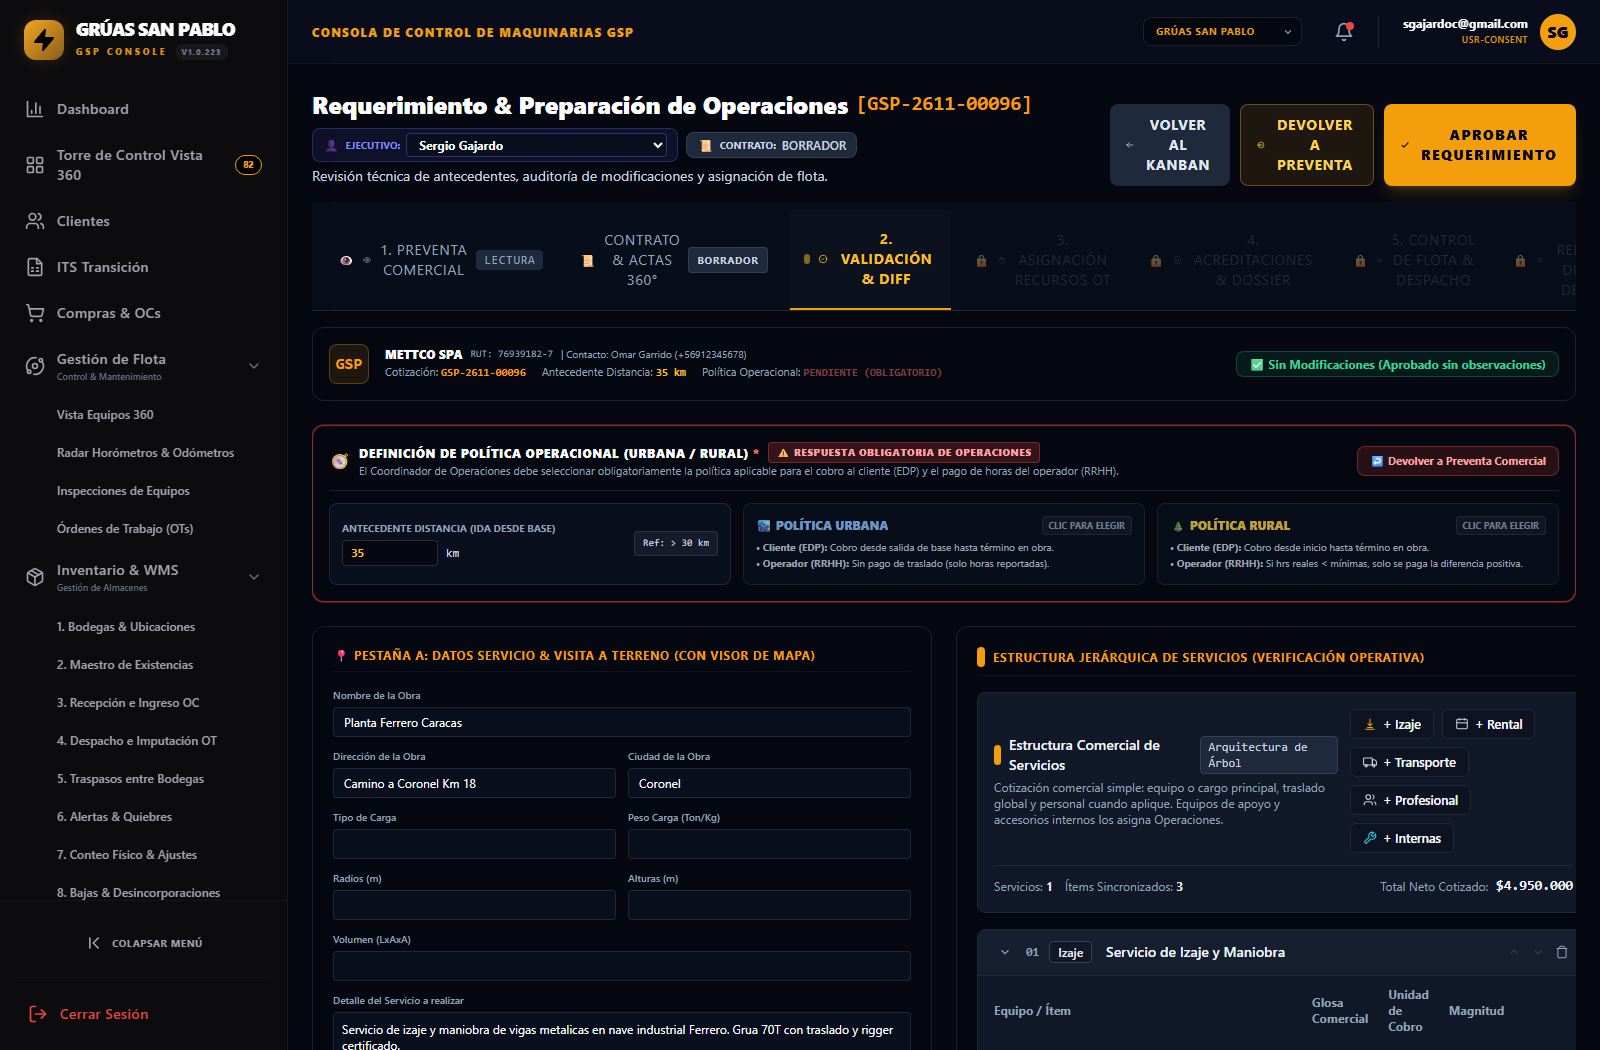 GRÚAS SAN PABLO
GSP CONSOLE V1.0.223
Dashboard
Torre de Control Vista 360
82
Clientes
ITS Transición
Compras & OCs
Gestión de Flota
Control & Mantenimiento
Vista Equipos 360
Radar Horómetros & Odómetros
Inspecciones de Equipos
Órdenes de Trabajo (OTs)
Inventario & WMS
Gestión de Almacenes
1. Bodegas & Ubicaciones
2. Maestro de Existencias
3. Recepción e Ingreso OC
4. Despacho e Imputación OT
5. Traspasos entre Bodegas
6. Alertas & Quiebres
7. Conteo Físico & Ajustes
8. Bajas & Desincorporaciones
COLAPSAR MENÚ
Cerrar Sesión
CONSOLA DE CONTROL DE MAQUINARIAS GSP
GRÚAS SAN PABLO
sgajardoc@gmail.com
USR-CONSENT
SG
Requerimiento & Preparación de Operaciones [GSP-2611-00096]
EJECUTIVO: Sergio Gajardo
CONTRATO: BORRADOR
Revisión técnica de antecedentes, auditoría de modificaciones y asignación de flota.
VOLVER AL KANBAN
DEVOLVER A PREVENTA
APROBAR REQUERIMIENTO
1. PREVENTA COMERCIAL LECTURA
CONTRATO & ACTAS 360° BORRADOR
2. VALIDACIÓN & DIFF
3. ASIGNACIÓN RECURSOS OT
4. ACREDITACIONES & DOSSIER
5. CONTROL DE FLOTA & DESPACHO
GSP
METTCO SPA RUT: 76939182-7 | Contacto: Omar Garrido (+56912345678)
Cotización: GSP-2611-00096 Antecedente Distancia: 35 km Política Operacional: PENDIENTE (OBLIGATORIO)
Sin Modificaciones (Aprobado sin observaciones)
DEFINICIÓN DE POLÍTICA OPERACIONAL (URBANA / RURAL) * RESPUESTA OBLIGATORIA DE OPERACIONES
El Coordinador de Operaciones debe seleccionar obligatoriamente la política aplicable para el cobro al cliente (EDP) y el pago de horas del operador (RRHH).
Devolver a Preventa Comercial
ANTECEDENTE DISTANCIA (IDA DESDE BASE)
35 km
Ref: > 30 km
POLÍTICA URBANA CLIC PARA ELEGIR
• Cliente (EDP): Cobro desde salida de base hasta término en obra.
• Operador (RRHH): Sin pago de traslado (solo horas reportadas).
POLÍTICA RURAL CLIC PARA ELEGIR
• Cliente (EDP): Cobro desde inicio hasta término en obra.
• Operador (RRHH): Si hrs reales < mínimas, solo se paga la diferencia positiva.
PESTAÑA A: DATOS SERVICIO & VISITA A TERRENO (CON VISOR DE MAPA)
Nombre de la Obra
Planta Ferrero Caracas
Dirección de la Obra
Camino a Coronel Km 18
Ciudad de la Obra
Coronel
Tipo de Carga
Peso Carga (Ton/Kg)
Radios (m)
Alturas (m)
Volumen (LxAxA)
Detalle del Servicio a realizar
Servicio de izaje y maniobra de vigas metalicas en nave industrial Ferrero. Grua 70T con traslado y rigger
certificado.
ESTRUCTURA JERÁRQUICA DE SERVICIOS (VERIFICACIÓN OPERATIVA)
Estructura Comercial de Servicios
Arquitectura de Árbol
Cotización comercial simple: equipo o cargo principal, traslado
global y personal cuando aplique. Equipos de apoyo y
accesorios internos los asigna Operaciones.
+ Izaje
+ Rental
+ Transporte
+ Profesional
+ Internas
Servicios: 1 Ítems Sincronizados: 3
Total Neto Cotizado: $4.950.000
01 Izaje Servicio de Izaje y Maniobra
Equipo / Ítem
Glosa Comercial
Unidad de Cobro
Magnitud